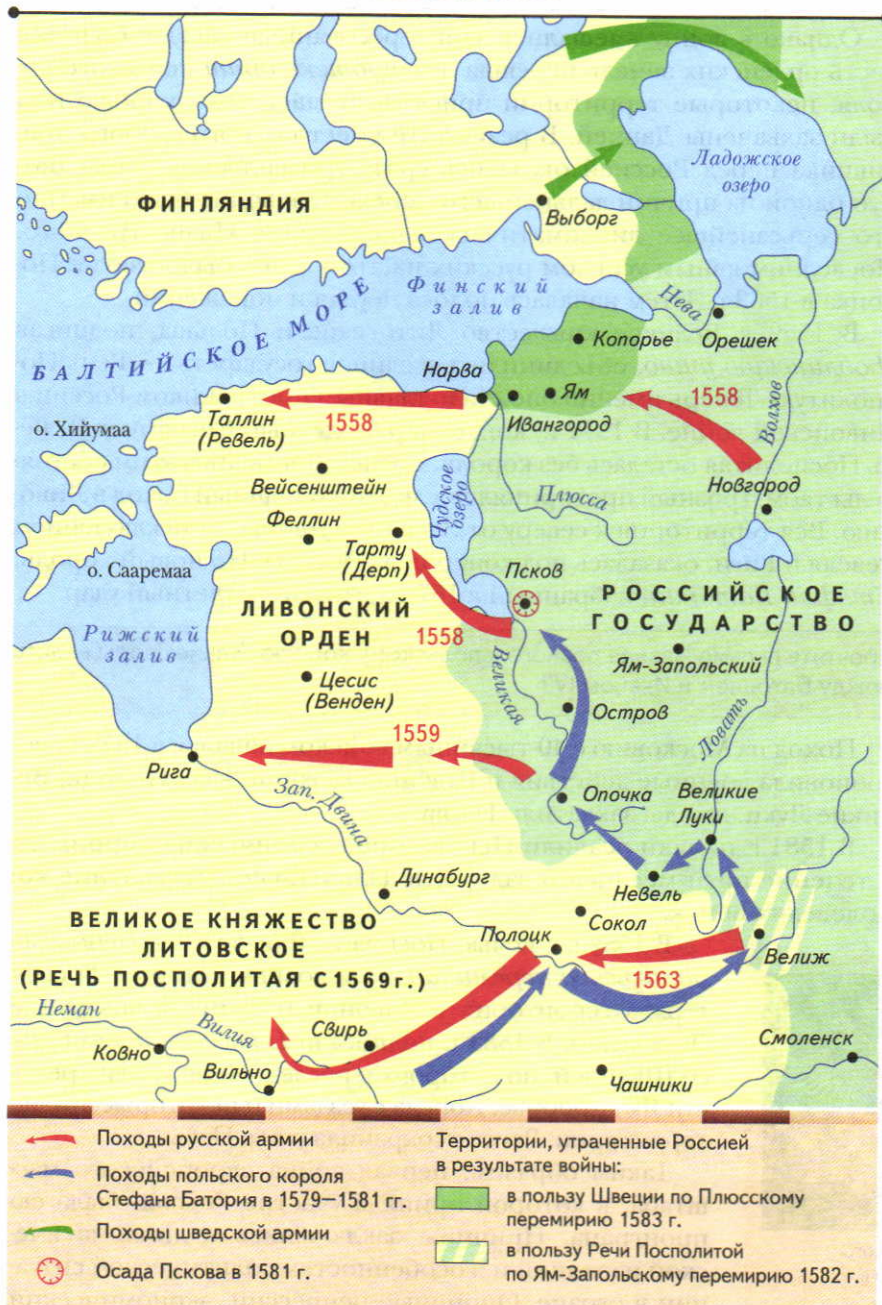 Ладожское
озеро
ФИНЛЯНДИЯ
Выборг
Финский
залив
Нева
БАЛТИЙСКОЕ МОРЕ
Копорье
Орешек
Нарва
Ям
1558
Волхов
о. Хийумаа
Таллин
(Ревель)
1558
Ивангород
Вейсенштейн
Чудское
озеро
Плюсса
Новгород
Феллин
Тарту
(Дерп)
о. Сааремаа
Псков
РОССИЙСКОЕ
ГОСУДАРСТВО
ЛИВОНСКИЙ
ОРДЕН
1558
Рижский
залив
Великая
Ям-Запольский
Цесис
(Венден)
Остров
Ловать
1559
Рига
Зап. Двина
Опочка
Великие
Луки
Динабург
Невель
Сокол
ВЕЛИКОЕ КНЯЖЕСТВО
ЛИТОВСКОЕ
(РЕЧЬ ПОСПОЛИТАЯ С 1569 г.)
Полоцк
1563
Велиж
Неман
Вилия
Свирь
Смоленск
Ковно
Вильно
Чашники
Походы русской армии
Походы польского короля
Стефана Батория в 1579—1581 гг.
Походы шведской армии
Осада Пскова в 1581 г.
Территории, утраченные Россией
в результате войны:
в пользу Швеции по Плюсскому
перемирию 1583 г.
в пользу Речи Посполитой
по Ям-Запольскому перемирию 1582 г.